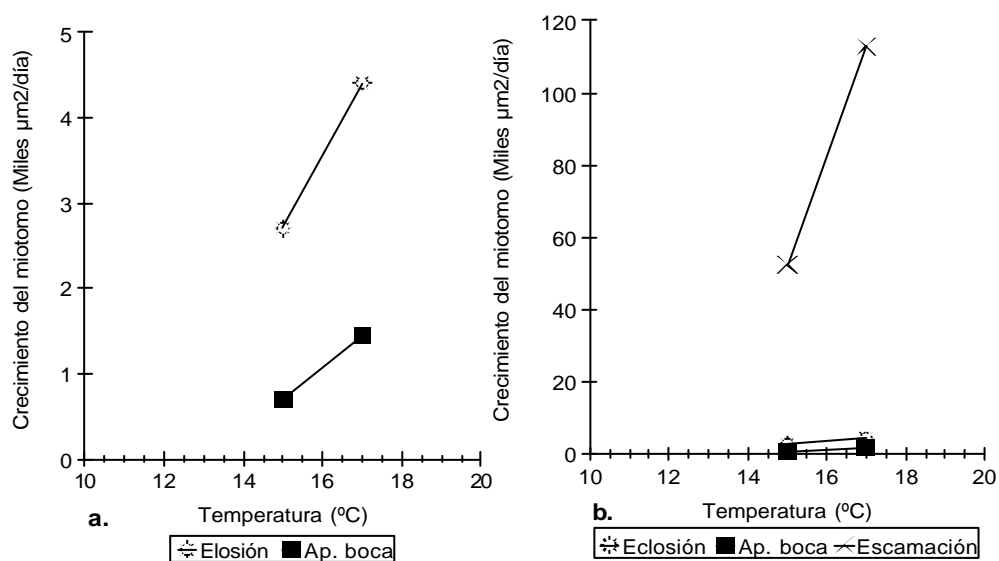 Crecimiento del miotomo (Miles µm2/día)
5
4
3
2
1
0
10 12 14 16 18 20
a. Temperatura (ºC)
Elosión Ap. boca
Crecimiento del miotomo (Miles µm2/día)
120
100
80
60
40
20
0
10 12 14 16 18 20
b. Temperatura (ºC)
Eclosión Ap. boca Escamación